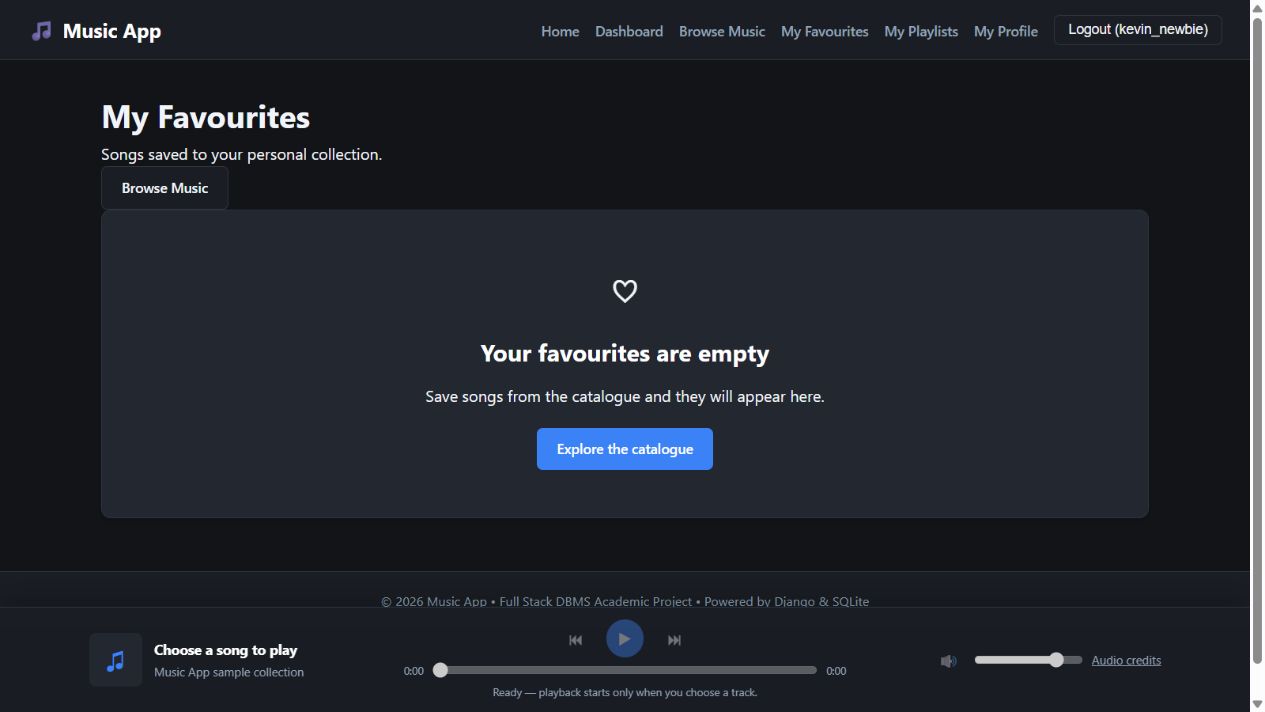 Music App
Home Dashboard Browse Music My Favourites My Playlists My Profile Logout (kevin_newbie)
My Favourites
Songs saved to your personal collection.
Browse Music
Your favourites are empty
Save songs from the catalogue and they will appear here.
Explore the catalogue
© 2026 Music App • Full Stack DBMS Academic Project • Powered by Django & SQLite
Choose a song to play
Music App sample collection
0:00 0:00
Ready — playback starts only when you choose a track.
Audio credits